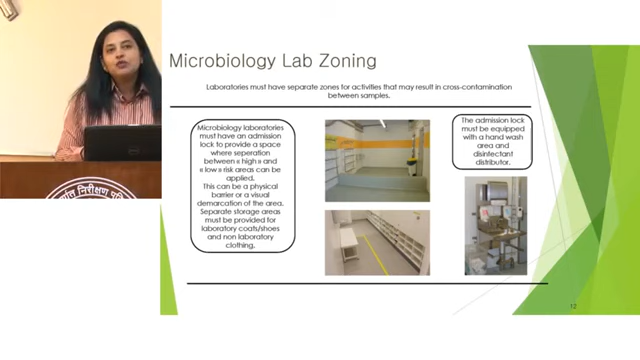 Microbiology Lab Zoning
Laboratories must have separate zones for activities that may result in cross-contamination
between samples.
Microbiology laboratories
must have an admission
lock to provide a space
where seperation
between « high » and
« low» risk areas can be
applied.
This can be a physical
barrier or a visual
demarcation of the area.
Separate storage areas
must be provided for
laboratory coats/shoes
and non laboratory
clothing.
The admission lock
must be equipped
with a hand wash
area and
disinfectant
distributor.
निर्यात निरीक्षण
12